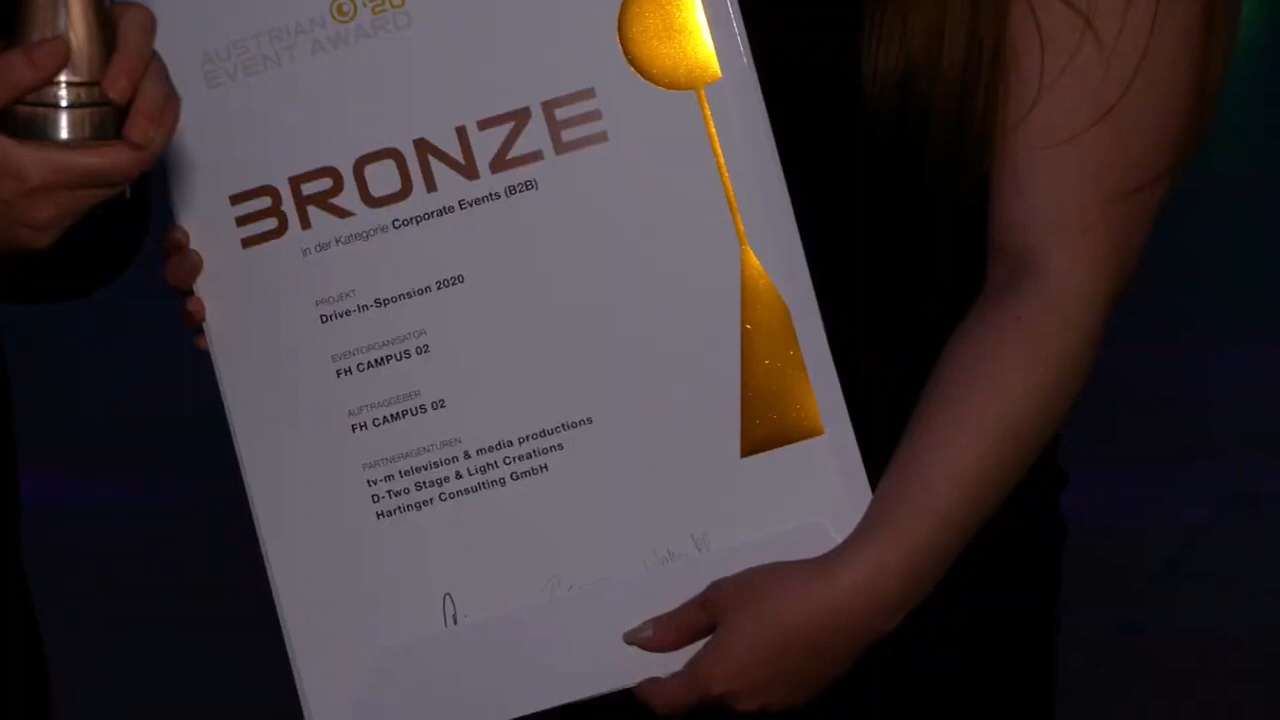 © '20
AUSTRIAN
EVENT AWARD
BRONZE
in der Kategorie Corporate Events (B2B)
PROJEKT
Drive-In-Sponsion 2020
EVENTORGANISATOR
FH CAMPUS 02
AUFTRAGGEBER
FH CAMPUS 02
PARTNERAGENTUREN
tv-m television & media productions
D-Two Stage & Light Creations
Hartinger Consulting GmbH